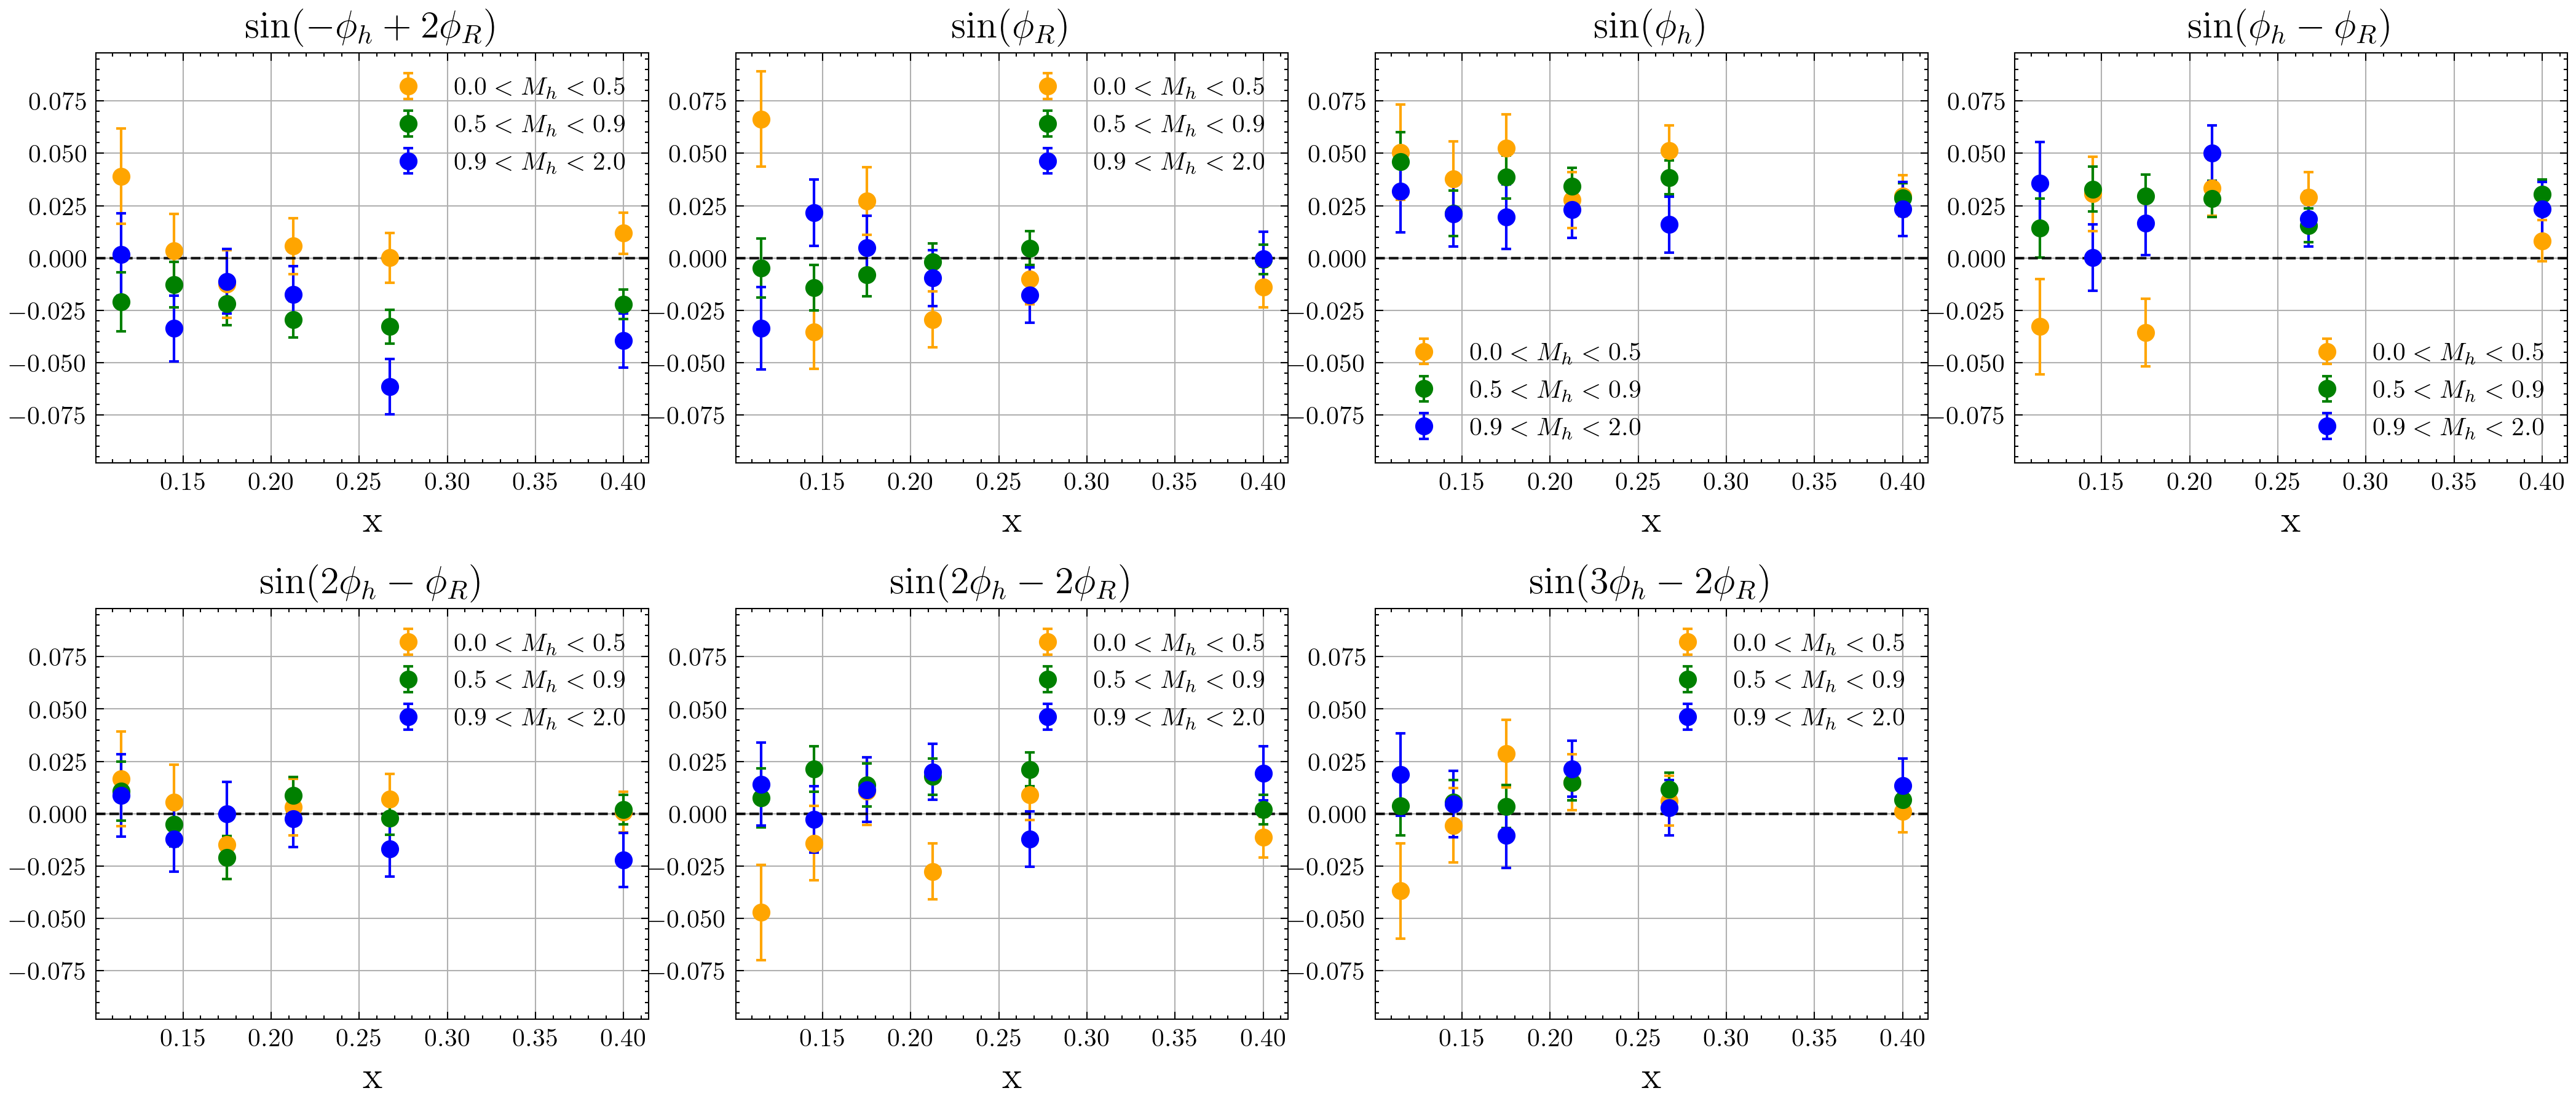 sin(−ϕ_h + 2ϕ_R)
0.0 < M_h < 0.5
0.5 < M_h < 0.9
0.9 < M_h < 2.0
0.075
0.050
0.025
0.000
−0.025
−0.050
−0.075
0.15 0.20 0.25 0.30 0.35 0.40
x
sin(ϕ_R)
0.0 < M_h < 0.5
0.5 < M_h < 0.9
0.9 < M_h < 2.0
0.075
0.050
0.025
0.000
−0.025
−0.050
−0.075
0.15 0.20 0.25 0.30 0.35 0.40
x
sin(ϕ_h)
0.075
0.050
0.025
0.000
−0.025
−0.050
−0.075
0.0 < M_h < 0.5
0.5 < M_h < 0.9
0.9 < M_h < 2.0
0.15 0.20 0.25 0.30 0.35 0.40
x
sin(ϕ_h − ϕ_R)
0.075
0.050
0.025
0.000
−0.025
−0.050
−0.075
0.0 < M_h < 0.5
0.5 < M_h < 0.9
0.9 < M_h < 2.0
0.15 0.20 0.25 0.30 0.35 0.40
x
sin(2ϕ_h − ϕ_R)
0.0 < M_h < 0.5
0.5 < M_h < 0.9
0.9 < M_h < 2.0
0.075
0.050
0.025
0.000
−0.025
−0.050
−0.075
0.15 0.20 0.25 0.30 0.35 0.40
x
sin(2ϕ_h − 2ϕ_R)
0.0 < M_h < 0.5
0.5 < M_h < 0.9
0.9 < M_h < 2.0
0.075
0.050
0.025
0.000
−0.025
−0.050
−0.075
0.15 0.20 0.25 0.30 0.35 0.40
x
sin(3ϕ_h − 2ϕ_R)
0.0 < M_h < 0.5
0.5 < M_h < 0.9
0.9 < M_h < 2.0
0.075
0.050
0.025
0.000
−0.025
−0.050
−0.075
0.15 0.20 0.25 0.30 0.35 0.40
x